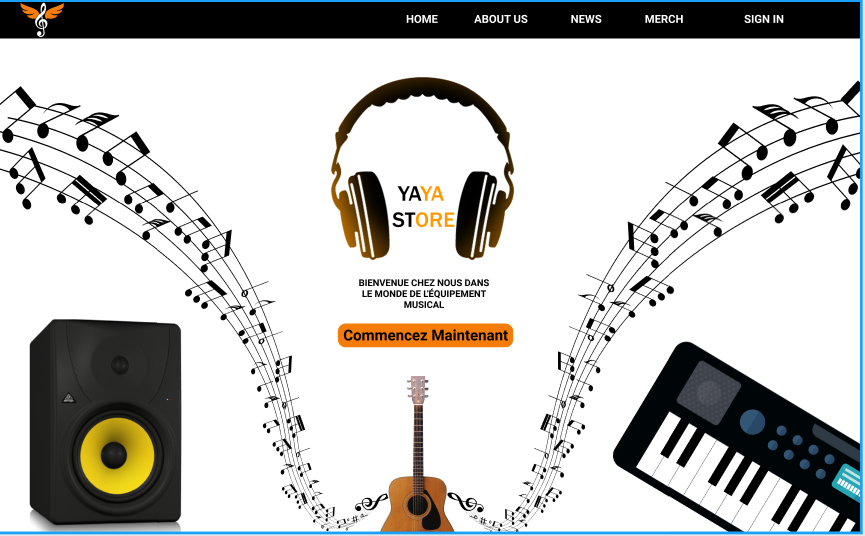 HOME ABOUT US NEWS MERCH SIGN IN
YAYA
STORE
BIENVENUE CHEZ NOUS DANS
LE MONDE DE L'ÉQUIPEMENT
MUSICAL
Commencez Maintenant